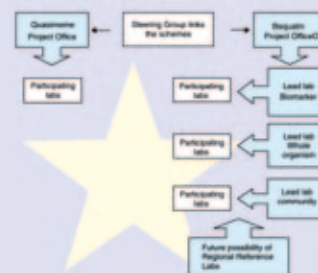 Quasimeme
Project Office
Steering Group links
the schemes
Bequalm
Project OfficeO
Participating
labs
Participating
labs
Lead lab
Biomarker
Participating
labs
Lead lab
Whole
organism
Participating
labs
Lead lab
community
Future possibility of
Regional Reference
Labs